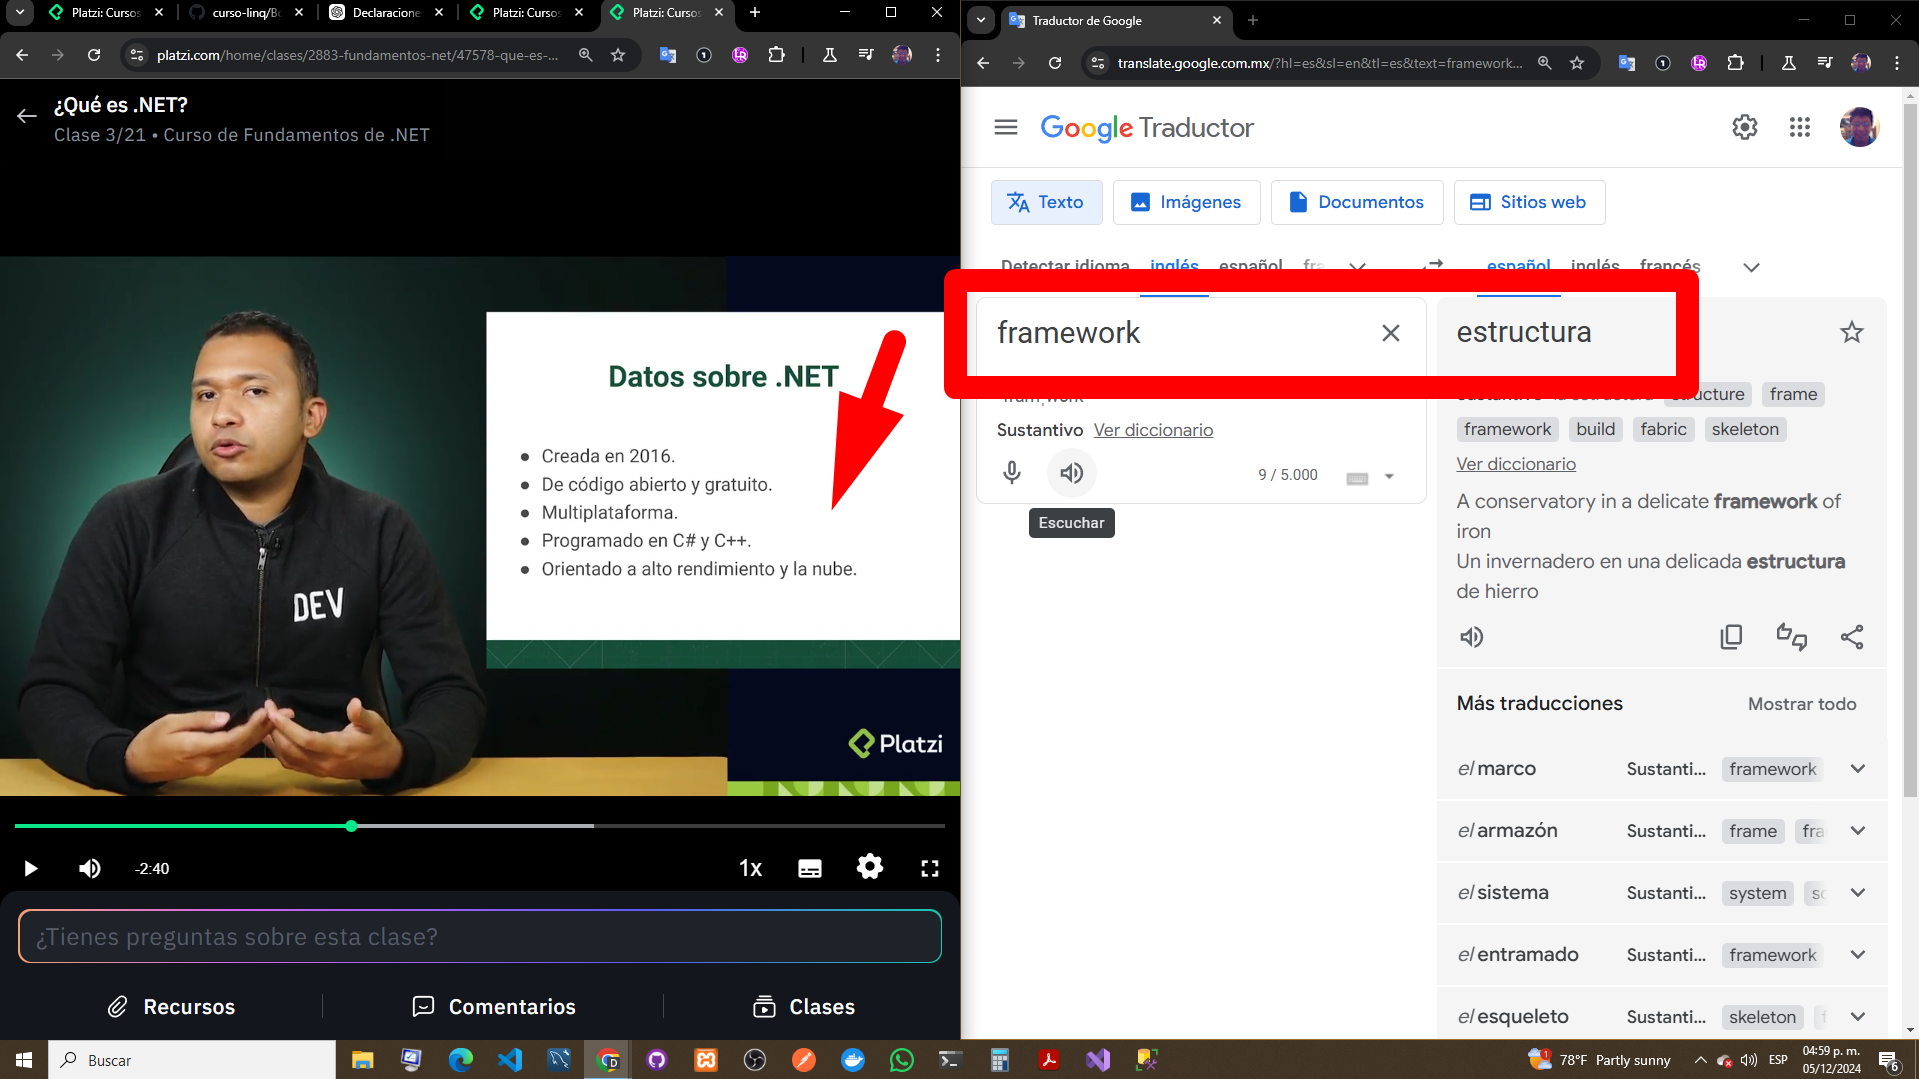 Platzi: Cursos
curso-linq/Bo
Declaracione
Platzi: Cursos
Platzi: Cursos
platzi.com/home/clases/2883-fundamentos-net/47578-que-es-...
¿Qué es .NET?
Clase 3/21 • Curso de Fundamentos de .NET
Datos sobre .NET
Creada en 2016.
De código abierto y gratuito.
Multiplataforma.
Programado en C# y C++.
Orientado a alto rendimiento y la nube.
DEV
Platzi
-2:40
1x
¿Tienes preguntas sobre esta clase?
Recursos
Comentarios
Clases
Traductor de Google
translate.google.com.mx/?hl=es&sl=en&tl=es&text=framework...
Google Traductor
Texto
Imágenes
Documentos
Sitios web
Detectar idioma
inglés
español
fra
español
inglés
francés
framework
estructura
Sustantivo
Ver diccionario
9 / 5.000
Escuchar
structure
frame
framework
build
fabric
skeleton
Ver diccionario
A conservatory in a delicate framework of
iron
Un invernadero en una delicada estructura
de hierro
Más traducciones
Mostrar todo
el marco
Sustanti...
framework
el armazón
Sustanti...
frame
fra
el sistema
Sustanti...
system
sc
el entramado
Sustanti...
framework
el esqueleto
Sustanti...
skeleton
Buscar
78°F Partly sunny
ESP
04:59 p. m.
05/12/2024
6